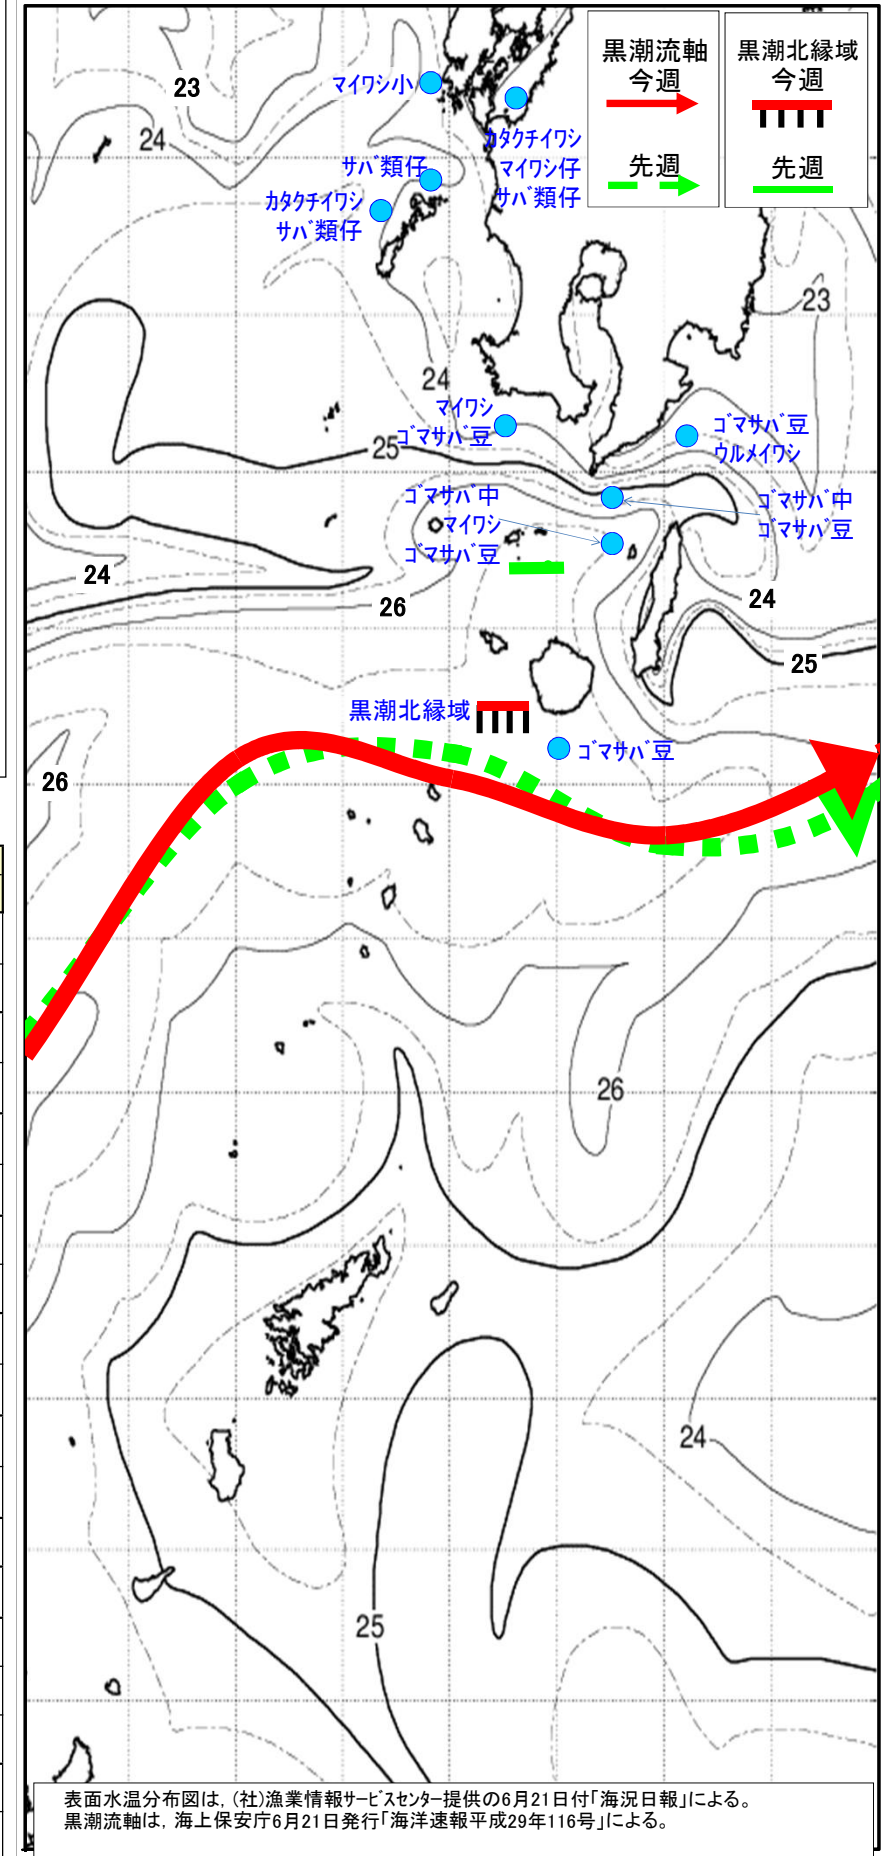 黒潮流軸
今週
先週
黒潮北縁域
今週
先週
23
24
マイワシ小
カタクチイワシ
マイワシ仔
サバ類仔
サバ類仔
カタクチイワシ
サバ類仔
23
24
マイワシ
ゴマサバ豆
25
ゴマサバ豆
ウルメイワシ
ゴマサバ中
マイワシ
ゴマサバ豆
ゴマサバ中
ゴマサバ豆
24
26
24
25
黒潮北縁域
ゴマサバ豆
26
26
24
25
表面水温分布図は，（社）漁業情報サービスセンター提供の6月21日付「海況日報」による。
黒潮流軸は，海上保安庁6月21日発行「海洋速報平成29年116号」による。